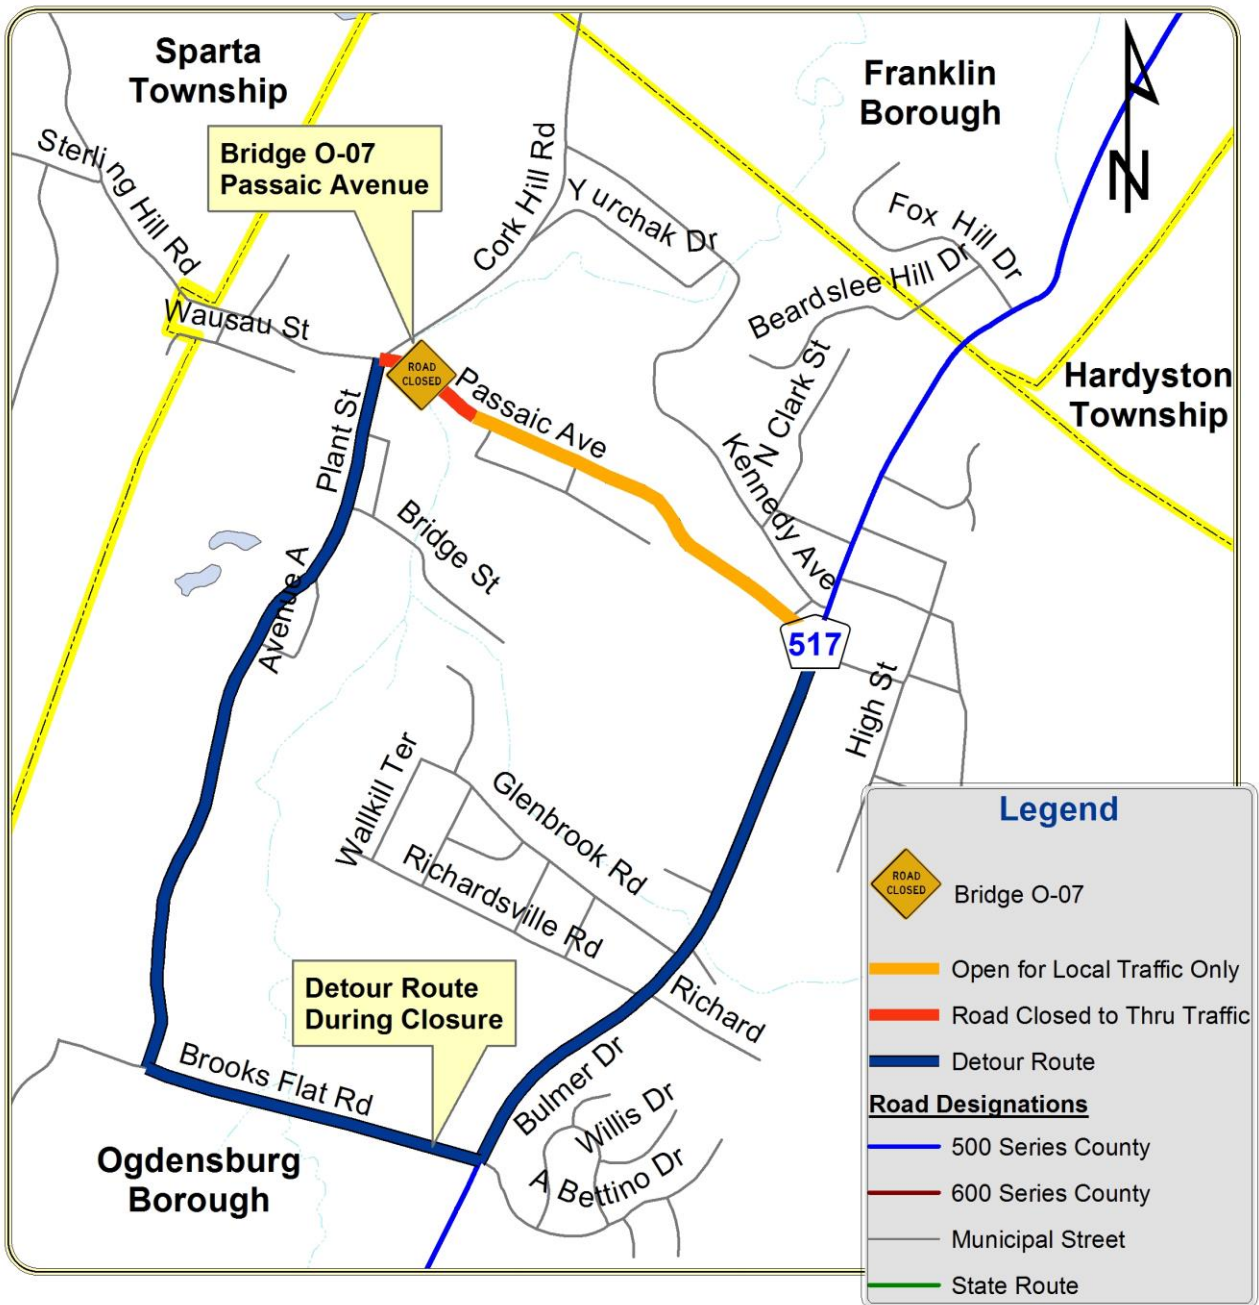 Sparta
Township
Franklin
Borough
N
Sterling Hill Rd
Bridge O-07
Passaic Avenue
Cork Hill Rd
Yurchak Dr
Fox Hill Dr
Beardslee Hill Dr
Wausau St
ROAD
CLOSED
Passaic Ave
Plant St
N Clark St
Hardyston
Township
Kennedy Ave
Bridge St
Avenue A
517
High St
Wallkill Ter
Glenbrook Rd
Richardsville Rd
Richard
Detour Route
During Closure
Brooks Flat Rd
Bulmer Dr
Willis Dr
A Bettino Dr
Ogdensburg
Borough
Legend
ROAD
CLOSED
Bridge O-07
Open for Local Traffic Only
Road Closed to Thru Traffic
Detour Route
Road Designations
500 Series County
600 Series County
Municipal Street
State Route